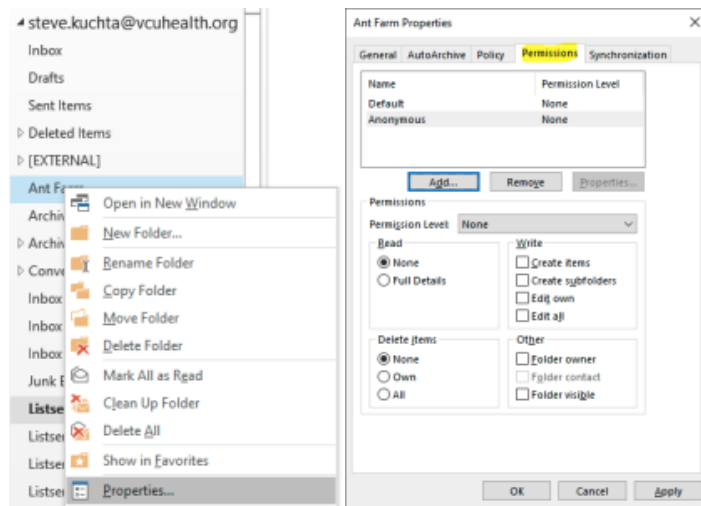 steve.kuchta@vcuhealth.org
Inbox
Drafts
Sent Items
Deleted Items
[EXTERNAL]
Ant Farm
Archiv
Archiv
Conve
Inbox
Inbox
Inbox
Junk E
Listse
Listser
Listser
Listser
Open in New Window
New Folder...
Rename Folder
Copy Folder
Move Folder
Delete Folder
Mark All as Read
Clean Up Folder
Delete All
Show in Favorites
Properties...
Ant Farm Properties
General AutoArchive Policy Permissions Synchronization
Name Permission Level
Default None
Anonymous None
Add... Remove Properties...
Permissions
Permission Level: None
Read
None
Full Details
Write
Create items
Create subfolders
Edit own
Edit all
Delete items
None
Own
All
Other
Folder owner
Folder contact
Folder visible
OK Cancel Apply